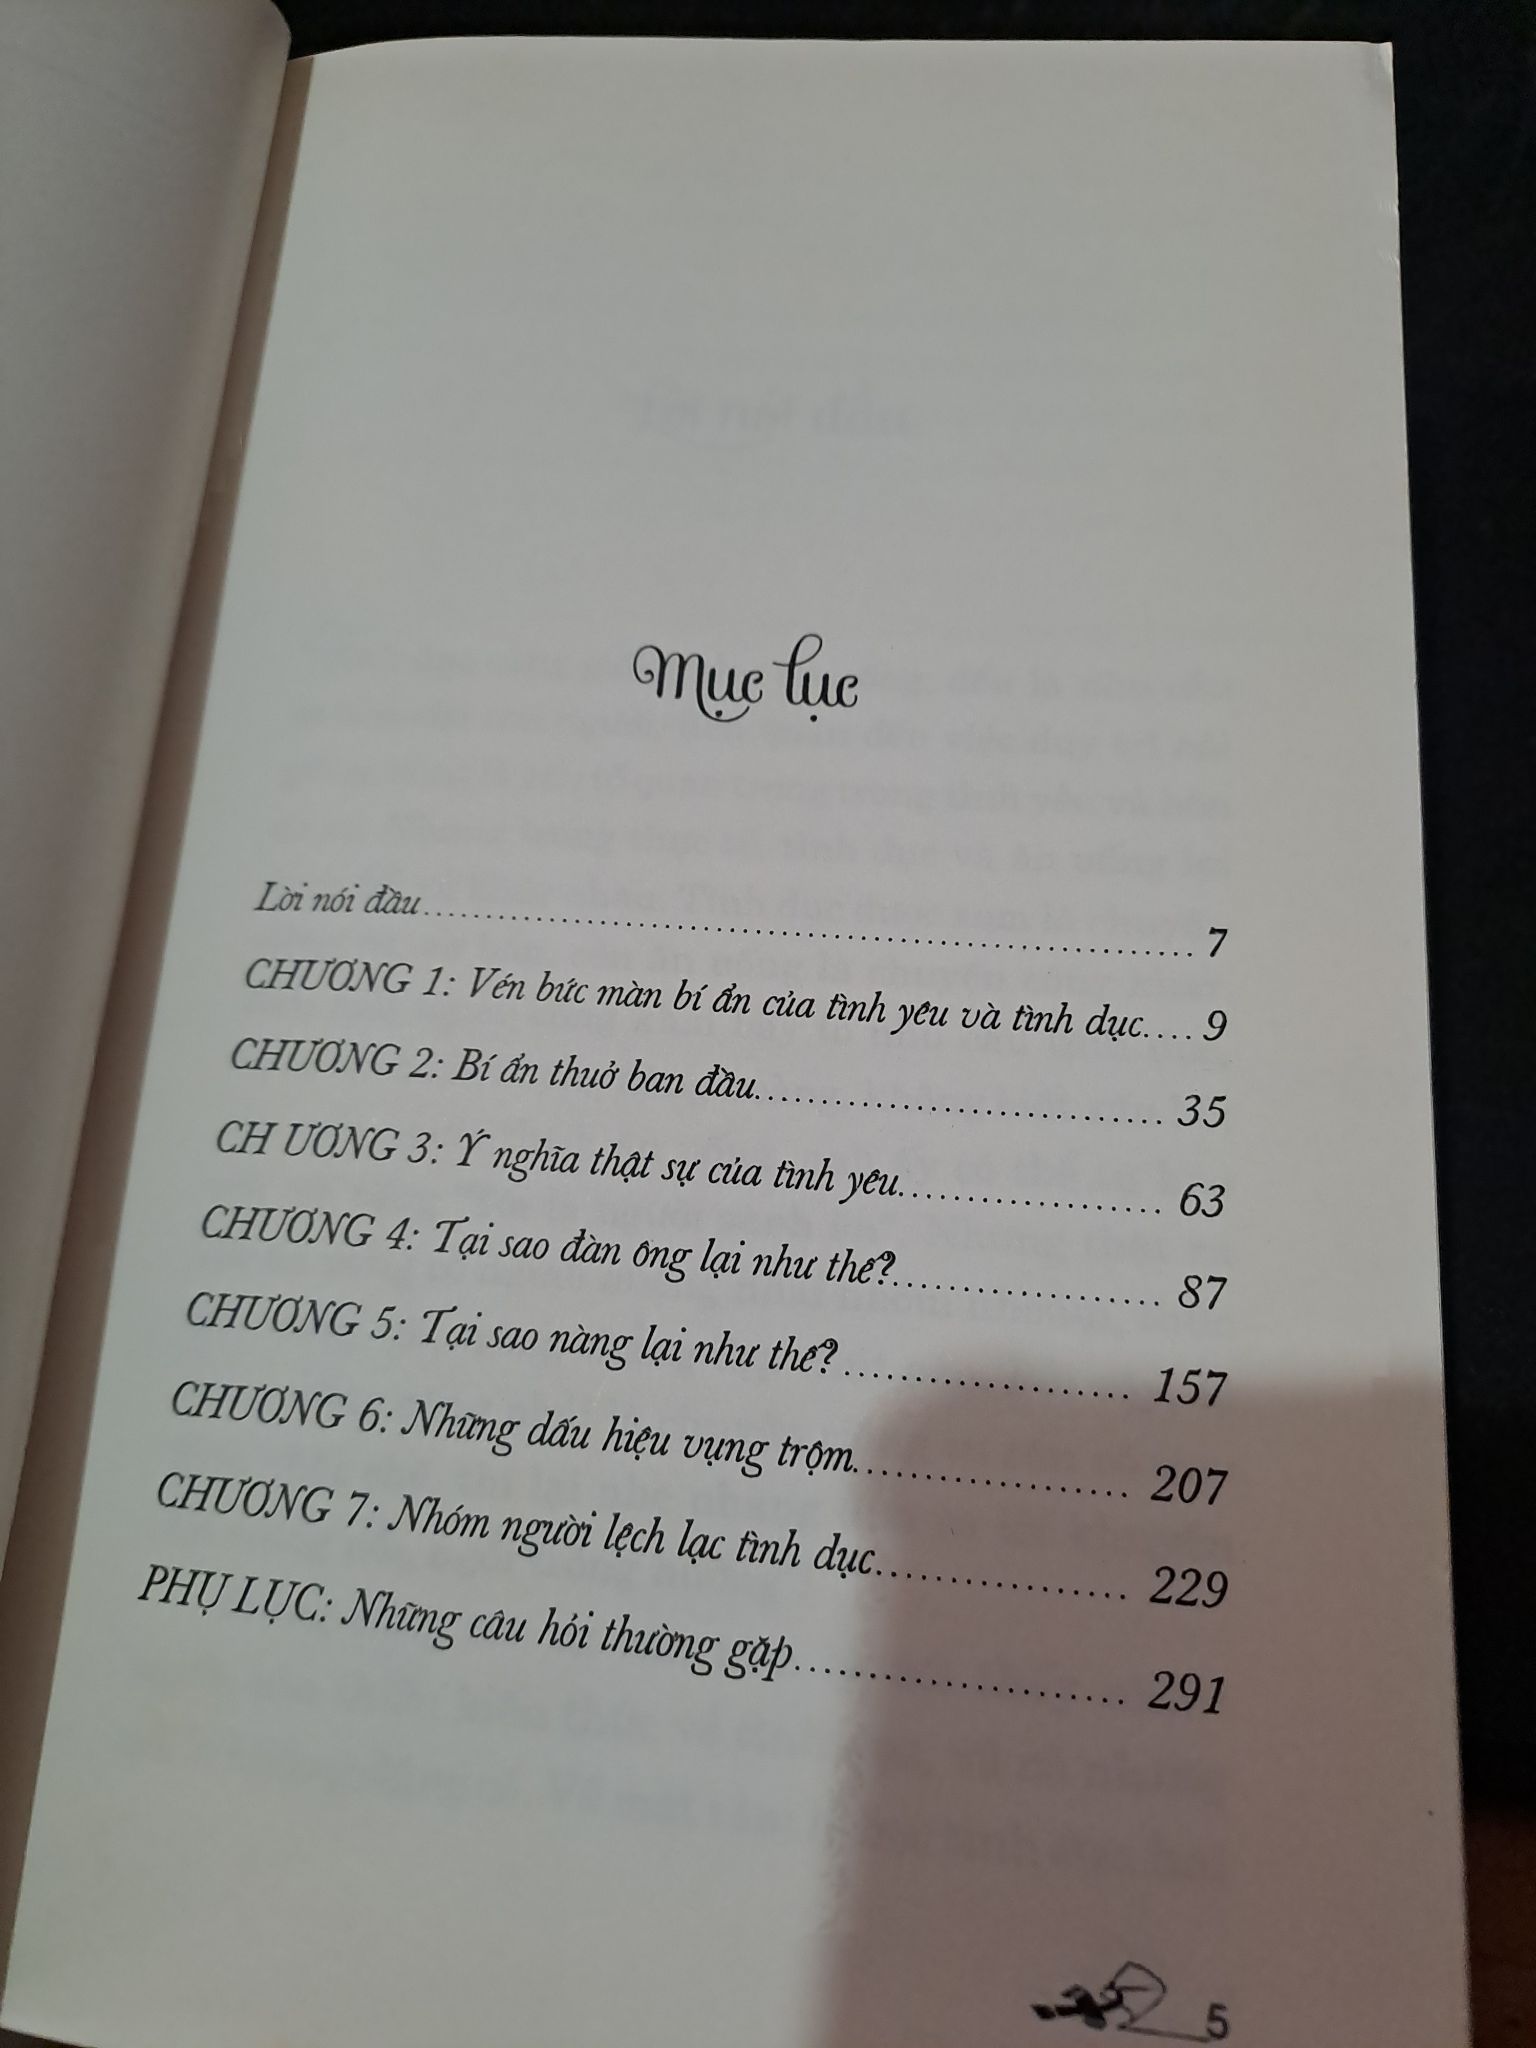 Mục lục
Lời nói đầu........................................................ 7
CHƯƠNG 1: Vén bức màn bí ẩn của tình yêu và tình dục.... 9
CHƯƠNG 2: Bí ẩn thuở ban đầu.............................. 35
CH ƯƠNG 3: Ý nghĩa thật sự của tình yêu................... 63
CHƯƠNG 4: Tại sao đàn ông lại như thế?.................... 87
CHƯƠNG 5: Tại sao nàng lại như thế? ..................... 157
CHƯƠNG 6: Những dấu hiệu vụng trộm.................... 207
CHƯƠNG 7: Nhóm người lệch lạc tình dục.................. 229
PHỤ LỤC: Những câu hỏi thường gặp........................ 291
5